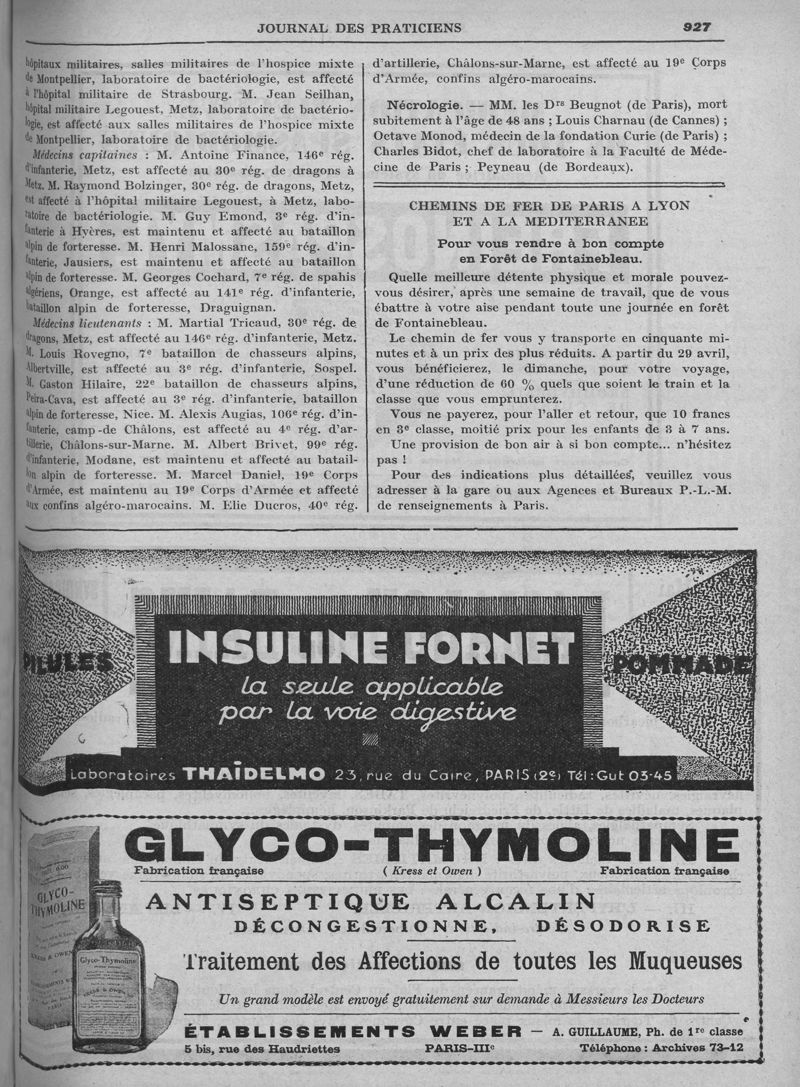 JOURNAL DES PRATICIENS 927
hôpitaux militaires, salles militaires de l'hospice mixte
de Montpellier, laboratoire de bactériologie, est affecté
à l'hôpital militaire de Strasbourg. M. Jean Seilhan,
hôpital militaire Legouest, Metz, laboratoire de bactério-
logie, est affecté aux salles militaires de l'hospice mixte
de Montpellier, laboratoire de bactériologie.
Médecins capitaines : M. Antoine Finance, 146e rég.
d'infanterie, Metz, est affecté au 30e rég. de dragons à
Metz. M. Raymond Bolzinger, 30e rég. de dragons, Metz,
est affecté à l'hôpital militaire Legouest, à Metz, labo-
ratoire de bactériologie. M. Guy Emond, 3e rég. d'in-
fanterie à Hyères, est maintenu et affecté au bataillon
alpin de forteresse. M. Henri Malossane, 159e rég. d'in-
fanterie, Jausiers, est maintenu et affecté au bataillon
alpin de forteresse. M. Georges Cochard, 7e rég. de spahis
algériens, Orange, est affecté au 141e rég. d'infanterie,
bataillon alpin de forteresse, Draguignan.
Médecins lieutenants : M. Martial Tricaud, 30e rég. de
dragons, Metz, est affecté au 146e rég. d'infanterie, Metz.
M. Louis Rovegno, 7e bataillon de chasseurs alpins,
Albertville, est affecté au 3e rég. d'infanterie, Sospel.
M. Gaston Hilaire, 22e bataillon de chasseurs alpins,
Peira-Cava, est affecté au 3e rég. d'infanterie, bataillon
alpin de forteresse, Nice. M. Alexis Augias, 106e rég. d'in-
fanterie, camp-de Châlons, est affecté au 4e rég. d'ar-
tillerie, Châlons-sur-Marne. M. Albert Brivet, 99e rég.
d'infanterie, Modane, est maintenu et affecté au batail-
lon alpin de forteresse. M. Marcel Daniel, 19e Corps
d'Armée, est maintenu au 19e Corps d'Armée et affecté
aux confins algéro-marocains. M. Elie Ducros, 40e rég.
d'artillerie, Châlons-sur-Marne, est affecté au 19e Corps
d'Armée, confins algéro-marocains.
Nécrologie. — MM. les Drs Beugnot (de Paris), mort
subitement à l'âge de 48 ans ; Louis Charnau (de Cannes) ;
Octave Monod, médecin de la fondation Curie (de Paris) ;
Charles Bidot, chef de laboratoire à la Faculté de Méde-
cine de Paris ; Peyneau (de Bordeaux).
CHEMINS DE FER DE PARIS A LYON
ET A LA MEDITERRANEE
Pour vous rendre à bon compte
en Forêt de Fontainebleau.
Quelle meilleure détente physique et morale pouvez-
vous désirer, après une semaine de travail, que de vous
ébattre à votre aise pendant toute une journée en forêt
de Fontainebleau.
Le chemin de fer vous y transporte en cinquante mi-
nutes et à un prix des plus réduits. A partir du 29 avril,
vous bénéficierez, le dimanche, pour votre voyage,
d'une réduction de 60 % quels que soient le train et la
classe que vous emprunterez.
Vous ne payerez, pour l'aller et retour, que 10 francs
en 3e classe, moitié prix pour les enfants de 3 à 7 ans.
Une provision de bon air à si bon compte... n'hésitez
pas !
Pour des indications plus détaillées, veuillez vous
adresser à la gare ou aux Agences et Bureaux P.-L.-M.
de renseignements à Paris.
PILULES
INSULINE FORNET
la seule applicable
par la voie digestive
POMMADE
Laboratoires THAÏDELMO 23, rue du Caire, PARIS (2e) Tél : Gut 03-45
GLYCO-THYMOLINE
Fabrication française ( Kress et Owen ) Fabrication française
ANTISEPTIQUE ALCALIN
DÉCONGESTIONNE, DÉSODORISE
Traitement des Affections de toutes les Muqueuses
Un grand modèle est envoyé gratuitement sur demande à Messieurs les Docteurs
ÉTABLISSEMENTS WEBER — A. GUILLAUME, Ph. de 1re classe
5 bis, rue des Haudriettes PARIS-IIIe Téléphone : Archives 73-12
GLYCO-
THYMOLINE
KRESS & OWEN
Glyco-Thymoline